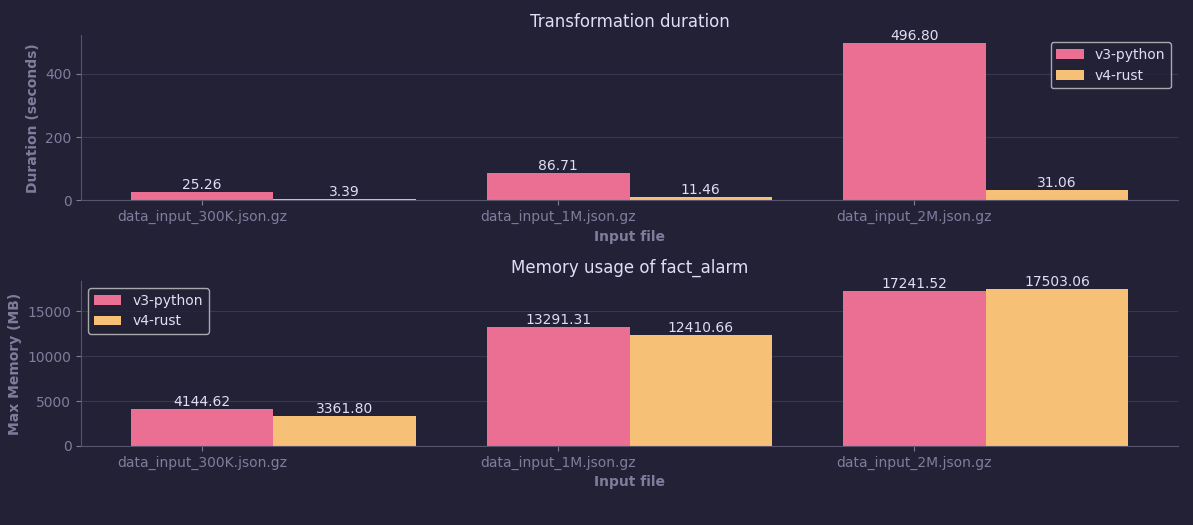 Transformation duration
Duration (seconds)
400
200
0
496.80
86.71
25.26
3.39
11.46
31.06
v3-python
v4-rust
data_input_300K.json.gz
data_input_1M.json.gz
data_input_2M.json.gz
Input file
Memory usage of fact_alarm
Max Memory (MB)
15000
10000
5000
0
v3-python
v4-rust
4144.62
3361.80
13291.31
12410.66
17241.52
17503.06
data_input_300K.json.gz
data_input_1M.json.gz
data_input_2M.json.gz
Input file